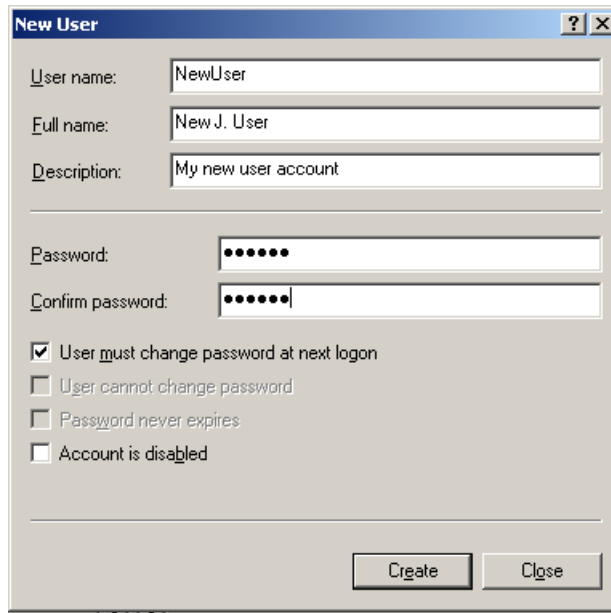 New User
User name: NewUser
Full name: New J. User
Description: My new user account
Password: ●●●●●●
Confirm password: ●●●●●●
User must change password at next logon
User cannot change password
Password never expires
Account is disabled
Create Close